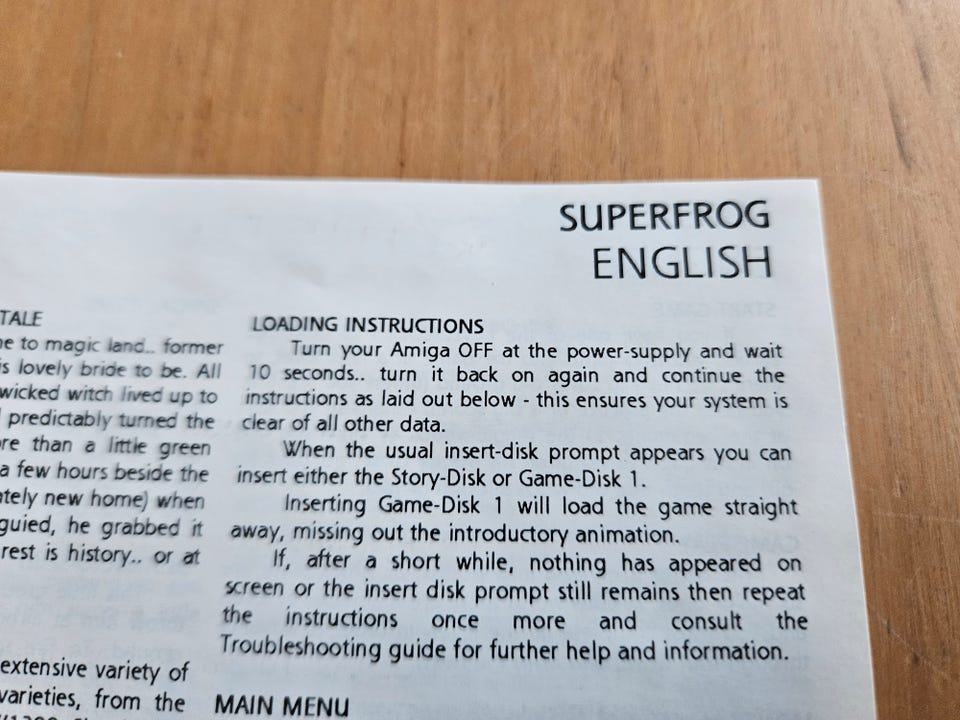 SUPERFROG
ENGLISH
TALE
to magic land.. former
lovely bride to be. All
wicked witch lived up to
predictably turned the
than a little green
a few hours beside the
new home) when
he grabbed it
rest is history.. or at
extensive variety of
varieties, from the
LOADING INSTRUCTIONS
Turn your Amiga OFF at the power-supply and wait
10 seconds.. turn it back on again and continue the
instructions as laid out below - this ensures your system is
clear of all other data.
When the usual insert-disk prompt appears you can
insert either the Story-Disk or Game-Disk 1.
Inserting Game-Disk 1 will load the game straight
away, missing out the introductory animation.
If, after a short while, nothing has appeared on
screen or the insert disk prompt still remains then repeat
the instructions once more and consult the
Troubleshooting guide for further help and information.
MAIN MENU